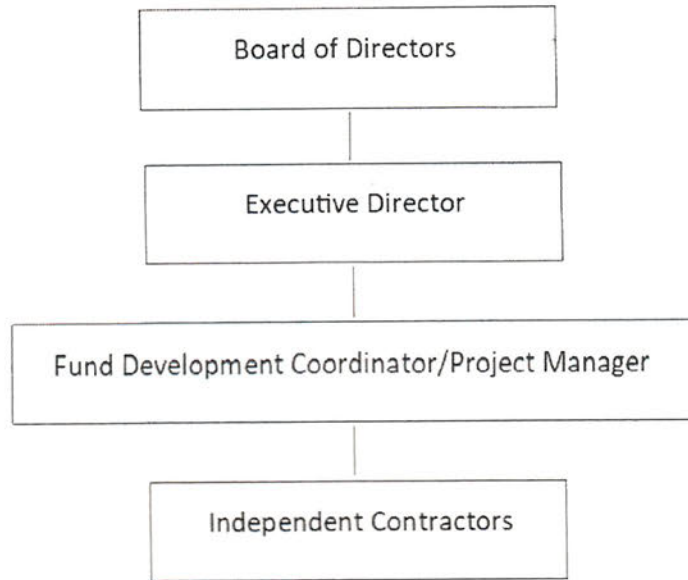 Board of Directors
Executive Director
Fund Development Coordinator/Project Manager
Independent Contractors